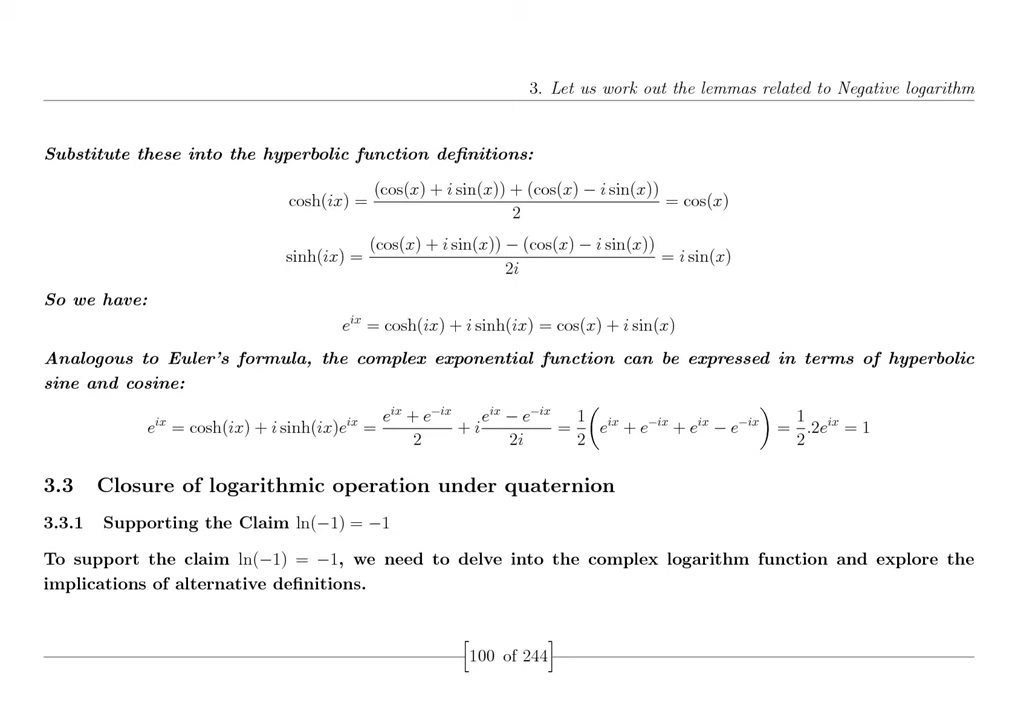 3. Let us work out the lemmas related to Negative logarithm
Substitute these into the hyperbolic function definitions:
cosh(ix) = \frac{(cos(x) + i sin(x)) + (cos(x) − i sin(x))}{2} = cos(x)
sinh(ix) = \frac{(cos(x) + i sin(x)) − (cos(x) − i sin(x))}{2i} = i sin(x)
So we have:
e^{ix} = cosh(ix) + i sinh(ix) = cos(x) + i sin(x)
Analogous to Euler's formula, the complex exponential function can be expressed in terms of hyperbolic
sine and cosine:
e^{ix} = cosh(ix) + i sinh(ix)e^{ix} = \frac{e^{ix} + e^{−ix}}{2} + i\frac{e^{ix} − e^{−ix}}{2i} = \frac{1}{2}(e^{ix} + e^{−ix} + e^{ix} − e^{−ix}) = \frac{1}{2}.2e^{ix} = 1
3.3 Closure of logarithmic operation under quaternion
3.3.1 Supporting the Claim ln(−1) = −1
To support the claim ln(−1) = −1, we need to delve into the complex logarithm function and explore the
implications of alternative definitions.
[100 of 244]